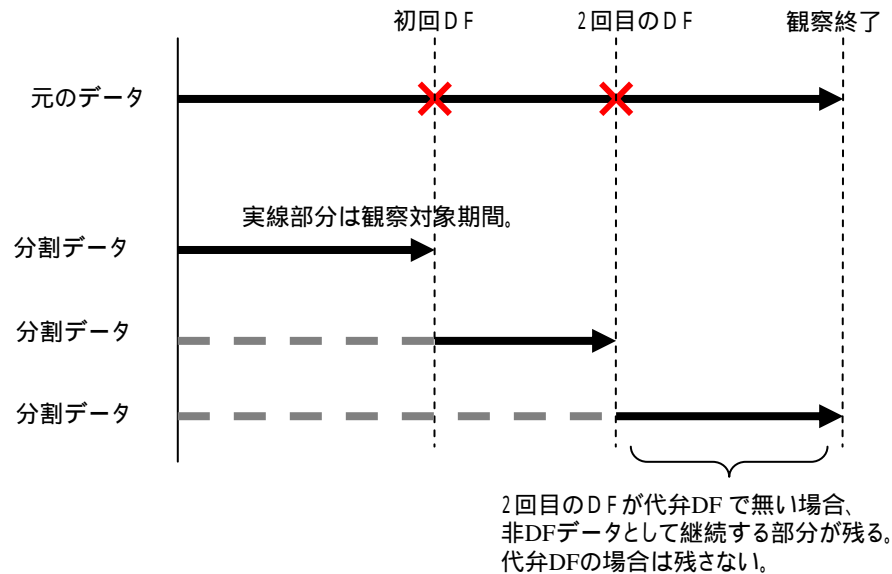 初回DF 2回目のDF 観察終了
元のデータ
実線部分は観察対象期間。
分割データ
分割データ
分割データ
2回目のDFが代弁DFで無い場合、
非DFデータとして継続する部分が残る。
代弁DFの場合は残さない。